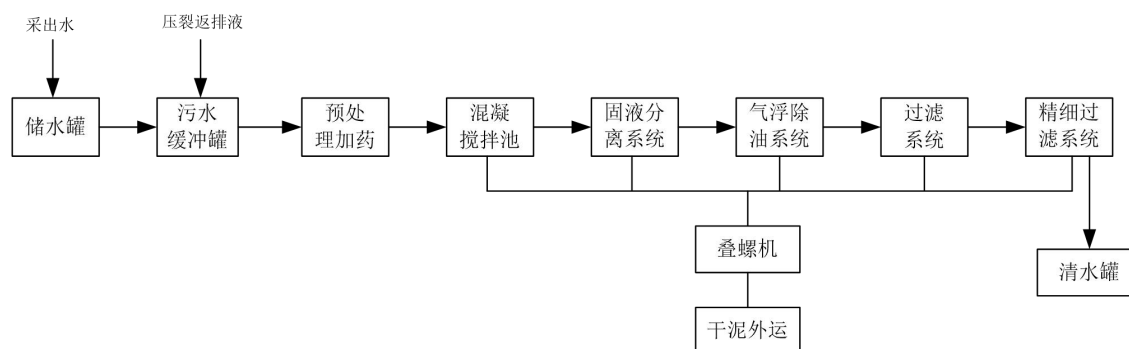 采出水
压裂返排液
储水罐
污水
缓冲罐
预处
理加药
混凝
搅拌池
固液分
离系统
气浮除
油系统
过滤
系统
精细过
滤系统
叠螺机
清水罐
干泥外运